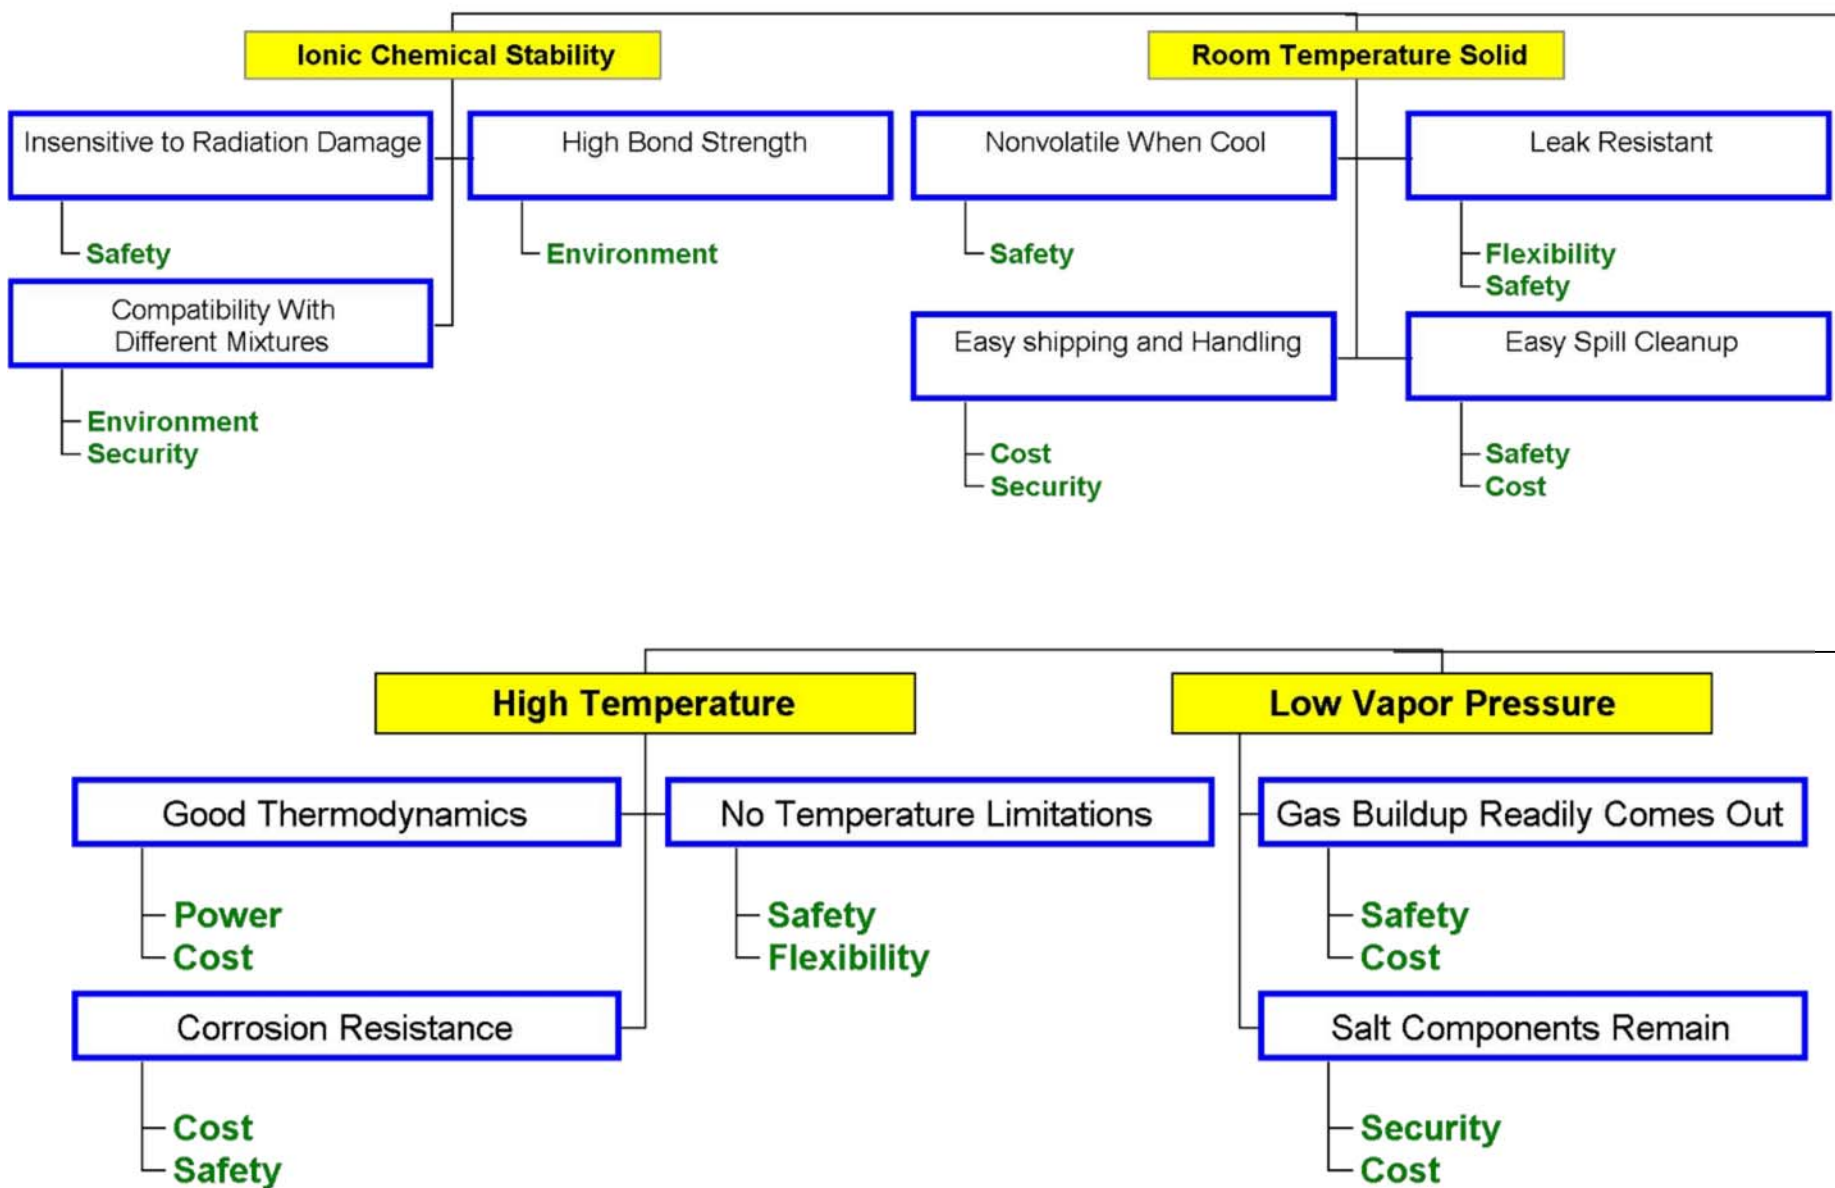 Ionic Chemical Stability
Room Temperature Solid
Insensitive to Radiation Damage
High Bond Strength
Nonvolatile When Cool
Leak Resistant
Safety
Environment
Safety
Flexibility
Safety
Compatibility With
Different Mixtures
Easy shipping and Handling
Easy Spill Cleanup
Environment
Security
Cost
Security
Safety
Cost
High Temperature
Low Vapor Pressure
Good Thermodynamics
No Temperature Limitations
Gas Buildup Readily Comes Out
Power
Cost
Safety
Flexibility
Safety
Cost
Corrosion Resistance
Salt Components Remain
Cost
Safety
Security
Cost